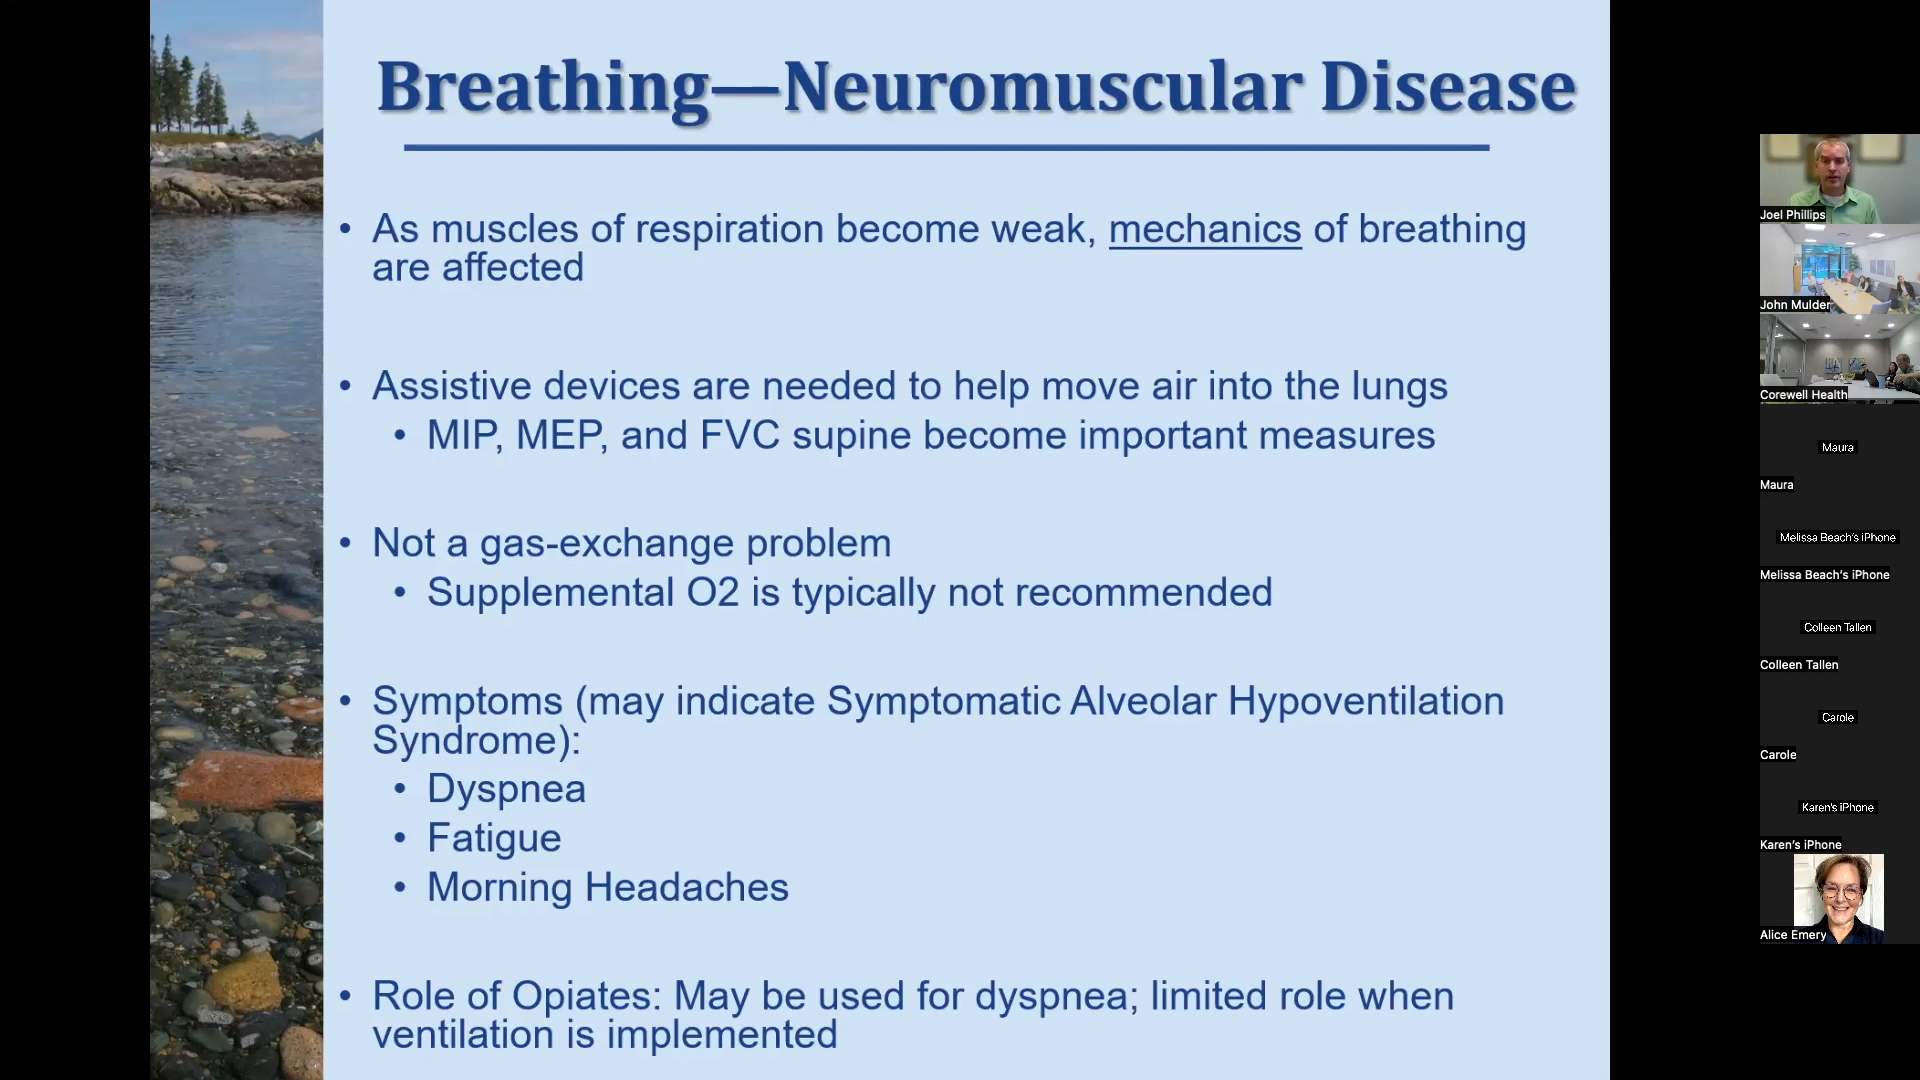 Breathing—Neuromuscular Disease
• As muscles of respiration become weak, mechanics of breathing
are affected
• Assistive devices are needed to help move air into the lungs
• MIP, MEP, and FVC supine become important measures
• Not a gas-exchange problem
• Supplemental O2 is typically not recommended
• Symptoms (may indicate Symptomatic Alveolar Hypoventilation
Syndrome):
• Dyspnea
• Fatigue
• Morning Headaches
• Role of Opiates: May be used for dyspnea; limited role when
ventilation is implemented
Joel Phillips
John Mulder
Corewell Health
Maura
Maura
Melissa Beach's iPhone
Melissa Beach's iPhone
Colleen Tallen
Colleen Tallen
Carole
Carole
Karen's iPhone
Karen's iPhone
Alice Emery